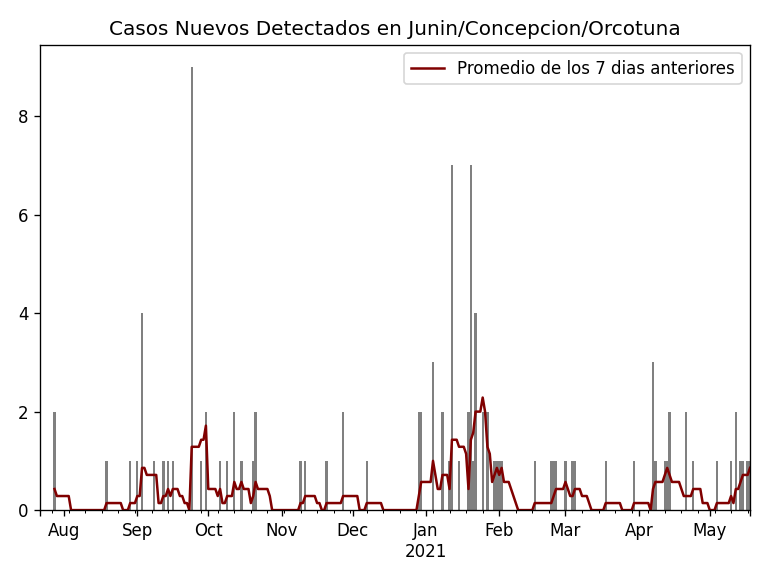 Casos Nuevos Detectados en Junin/Concepcion/Orcotuna
Promedio de los 7 dias anteriores
8
6
4
2
0
Aug Sep Oct Nov Dec Jan Feb Mar Apr May
2021